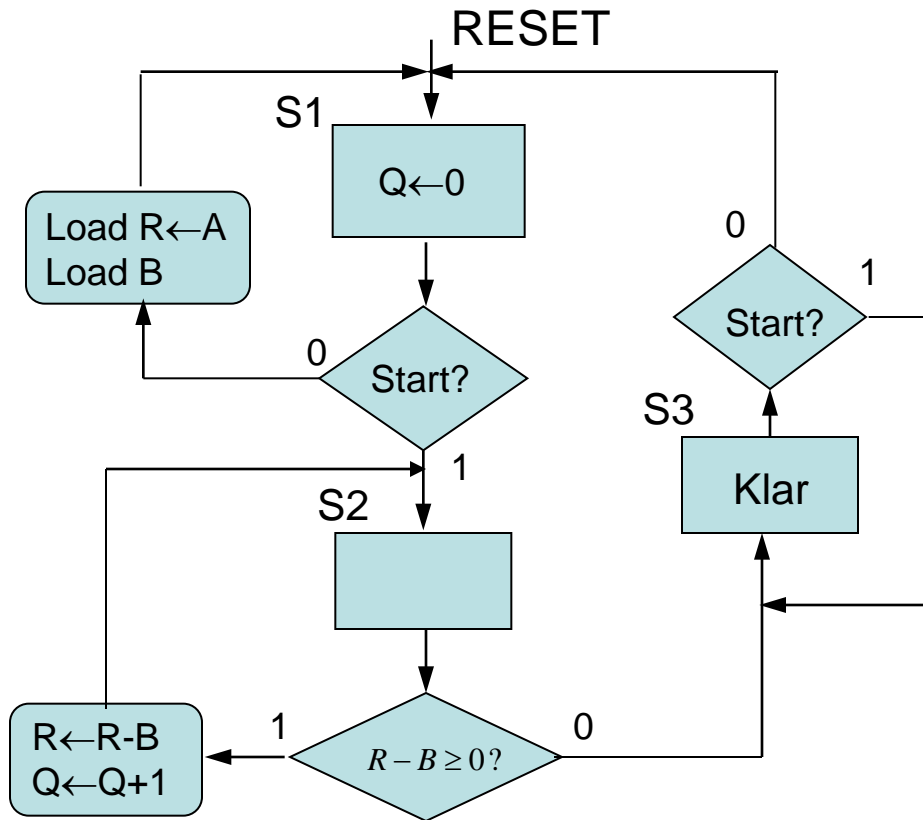 RESET
S1
Q←0
Load R←A
Load B
0
Start?
1
0
1
Start?
S3
Klar
S2
R←R-B
Q←Q+1
1
R – B ≥ 0?
0